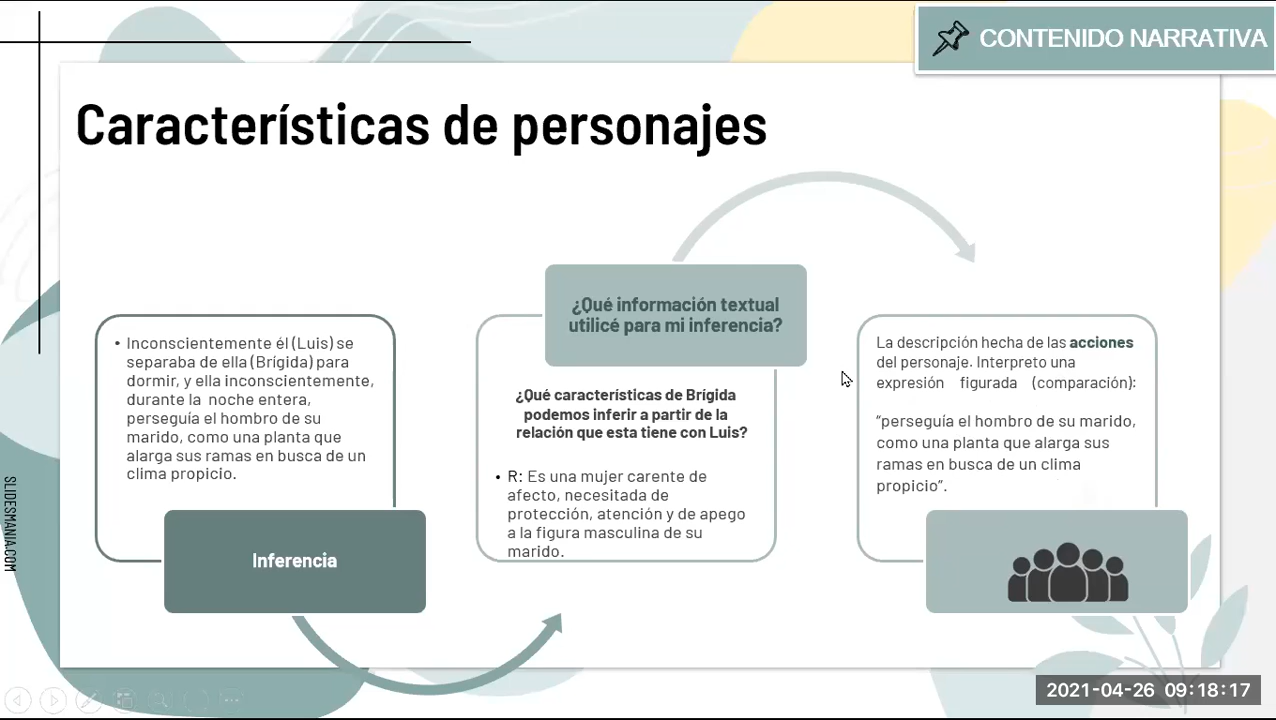 CONTENIDO NARRATIVA
Características de personajes
• Inconscientemente él (Luis) se
separaba de ella (Brígida) para
dormir, y ella inconscientemente,
durante la noche entera,
perseguía el hombro de su
marido, como una planta que
alarga sus ramas en busca de un
clima propicio.
Inferencia
¿Qué información textual
utilicé para mi inferencia?
¿Qué características de Brígida
podemos inferir a partir de la
relación que esta tiene con Luis?
• R: Es una mujer carente de
afecto, necesitada de
protección, atención y de apego
a la figura masculina de su
marido.
La descripción hecha de las acciones
del personaje. Interpreto una
expresión figurada (comparación):
“perseguía el hombro de su marido,
como una planta que alarga sus
ramas en busca de un clima
propicio”.
SLIDESMANIA.COM
2021-04-26 09:18:17